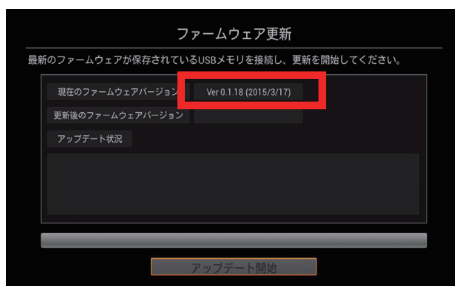 ファームウェア更新
最新のファームウェアが保存されているUSBメモリを接続し、更新を開始してください。
現在のファームウェアバージョン Ver 0.1.18 (2015/3/17)
更新後のファームウェアバージョン
アップデート状況
アップデート開始